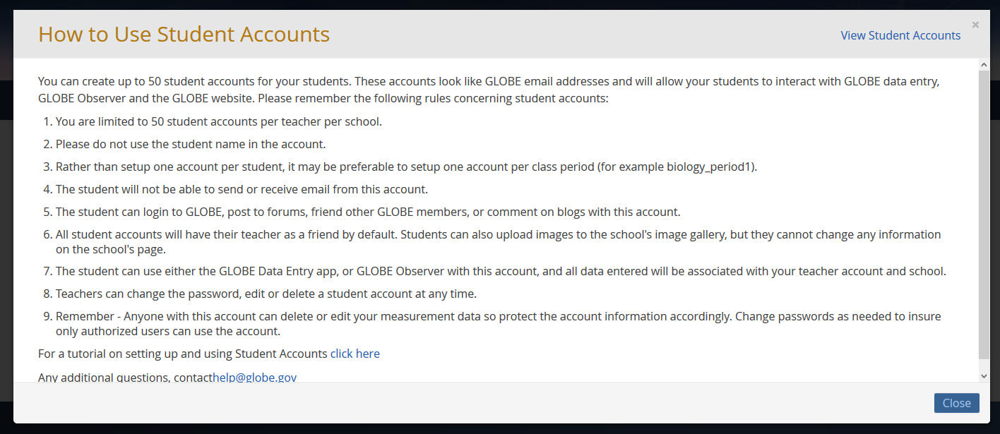 How to Use Student Accounts
View Student Accounts
×
You can create up to 50 student accounts for your students. These accounts look like GLOBE email addresses and will allow your students to interact with GLOBE data entry,
GLOBE Observer and the GLOBE website. Please remember the following rules concerning student accounts:
1. You are limited to 50 student accounts per teacher per school.
2. Please do not use the student name in the account.
3. Rather than setup one account per student, it may be preferable to setup one account per class period (for example biology_period1).
4. The student will not be able to send or receive email from this account.
5. The student can login to GLOBE, post to forums, friend other GLOBE members, or comment on blogs with this account.
6. All student accounts will have their teacher as a friend by default. Students can also upload images to the school's image gallery, but they cannot change any information
on the school's page.
7. The student can use either the GLOBE Data Entry app, or GLOBE Observer with this account, and all data entered will be associated with your teacher account and school.
8. Teachers can change the password, edit or delete a student account at any time.
9. Remember - Anyone with this account can delete or edit your measurement data so protect the account information accordingly. Change passwords as needed to insure
only authorized users can use the account.
For a tutorial on setting up and using Student Accounts click here
Any additional questions, contacthelp@globe.gov
Close